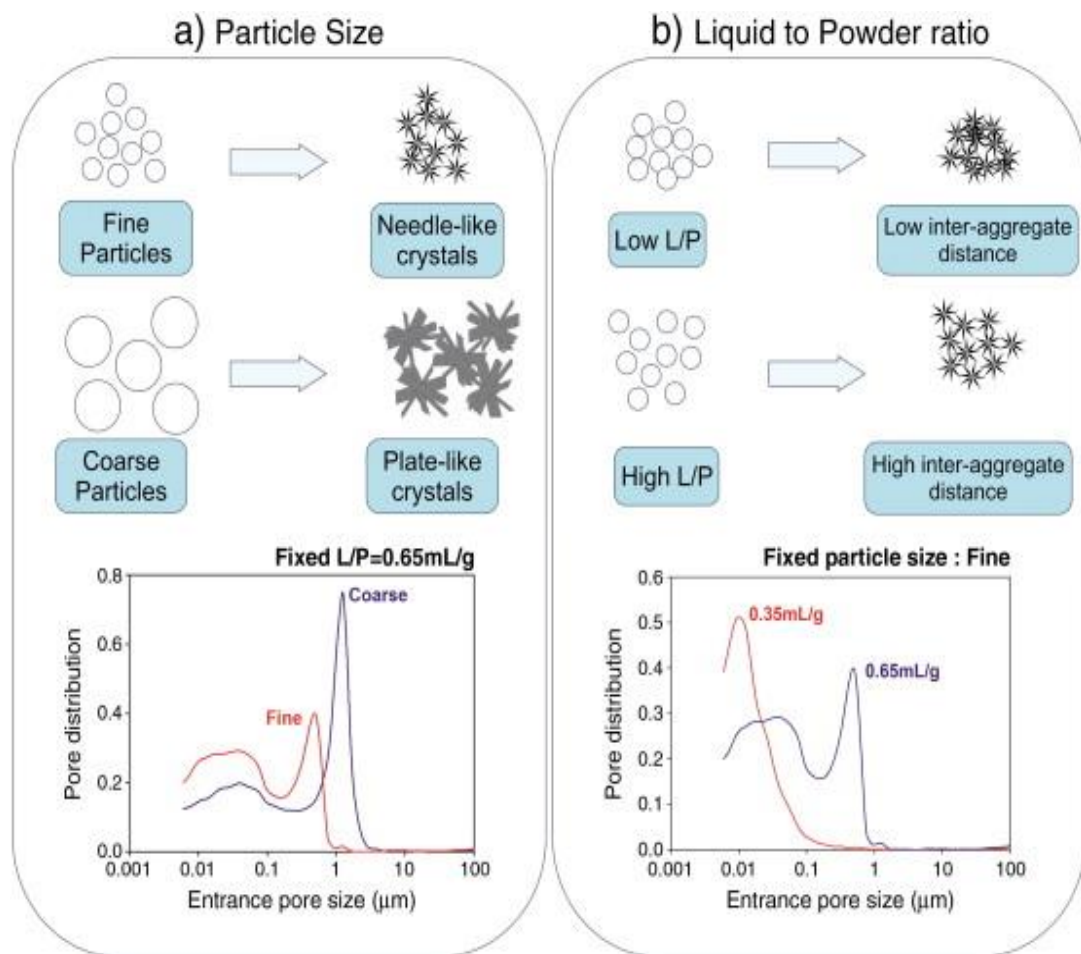 a) Particle Size
Fine
Particles
Needle-like
crystals
Coarse
Particles
Plate-like
crystals
Fixed L/P=0.65mL/g
0.8
0.6
0.4
0.2
0.0
Pore distribution
Coarse
Fine
0.001
0.01
0.1
1
10
100
Entrance pore size (μm)
b) Liquid to Powder ratio
Low L/P
Low inter-aggregate
distance
High L/P
High inter-aggregate
distance
Fixed particle size : Fine
0.6
0.5
0.4
0.3
0.2
0.1
0.0
Pore distribution
0.35mL/g
0.65mL/g
0.001
0.01
0.1
1
10
100
Entrance pore size (μm)